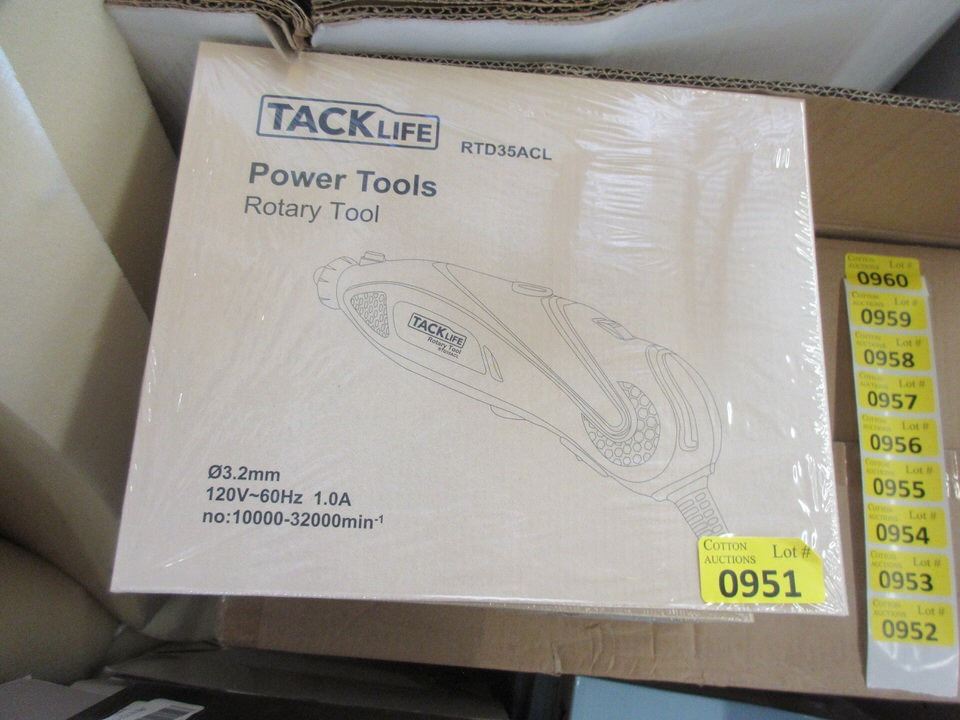 TACKLIFE
RTD35ACL
Power Tools
Rotary Tool
TACKLIFE
Rotary Tool
RTD35ACL
Ø3.2mm
120V~60Hz 1.0A
no:10000-32000min-1
COTTON AUCTIONS Lot #
0951
COTTON AUCTIONS Lot #
0960
COTTON AUCTIONS Lot #
0959
COTTON AUCTIONS Lot #
0958
COTTON AUCTIONS Lot #
0957
COTTON AUCTIONS Lot #
0956
COTTON AUCTIONS Lot #
0955
COTTON AUCTIONS Lot #
0954
COTTON AUCTIONS Lot #
0953
COTTON AUCTIONS Lot #
0952